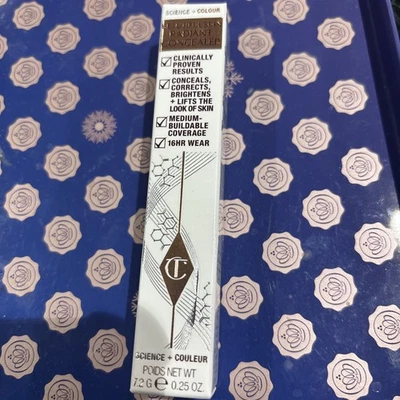 SCIENCE + COLOUR
RADIANT
CONCEALER
CLINICALLY
PROVEN
RESULTS
CONCEALS,
CORRECTS,
BRIGHTENS
+ LIFTS THE
LOOK OF SKIN
MEDIUM-
BUILDABLE
COVERAGE
16HR WEAR
CT
SCIENCE + COULEUR
POIDS NET WT
7.2 G ℮ 0.25 OZ.